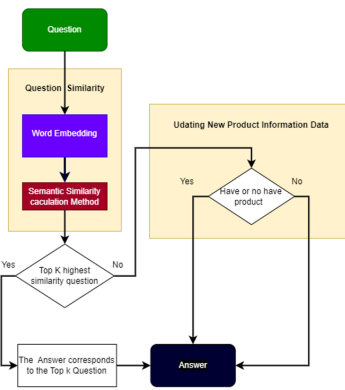 Question
Question Similarity
Word Embedding
Semantic Similarity
caculation Method
Udating New Product Information Data
Yes
No
Have or no have
product
Yes
No
Top K highest
similarity question
The Answer corresponds
to the Top k Question
Answer